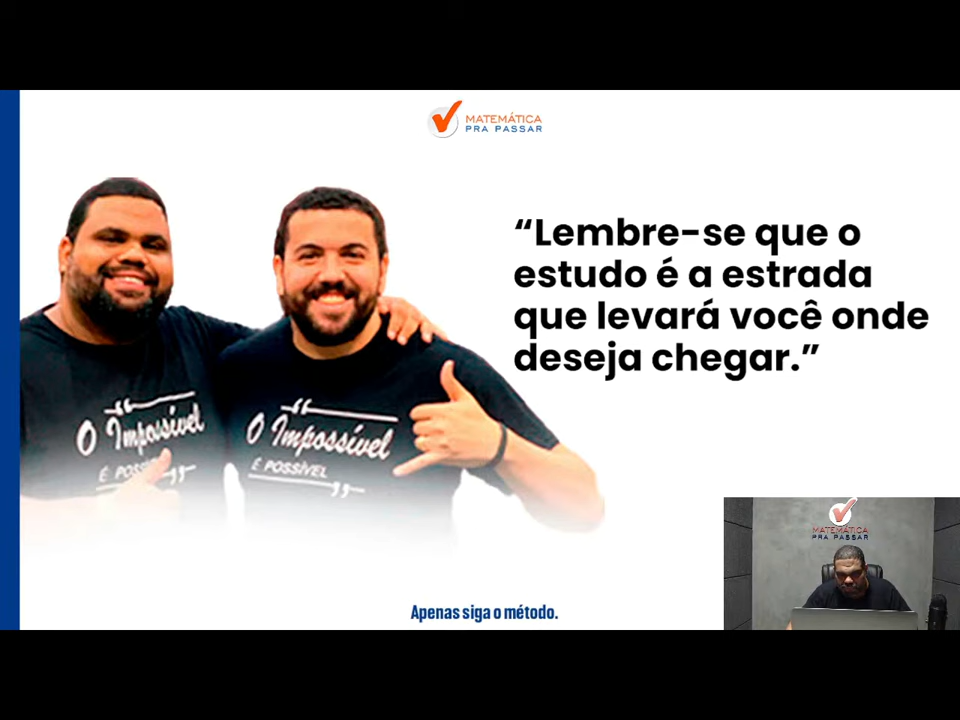 MATEMÁTICA
PRA PASSAR
“Lembre-se que o
estudo é a estrada
que levará você onde
deseja chegar.”
“ O Impossível
É POSSÍVEL ”
“ O Impossível
É POSSÍVEL ”
MATEMÁTICA
PRA PASSAR
Apenas siga o método.